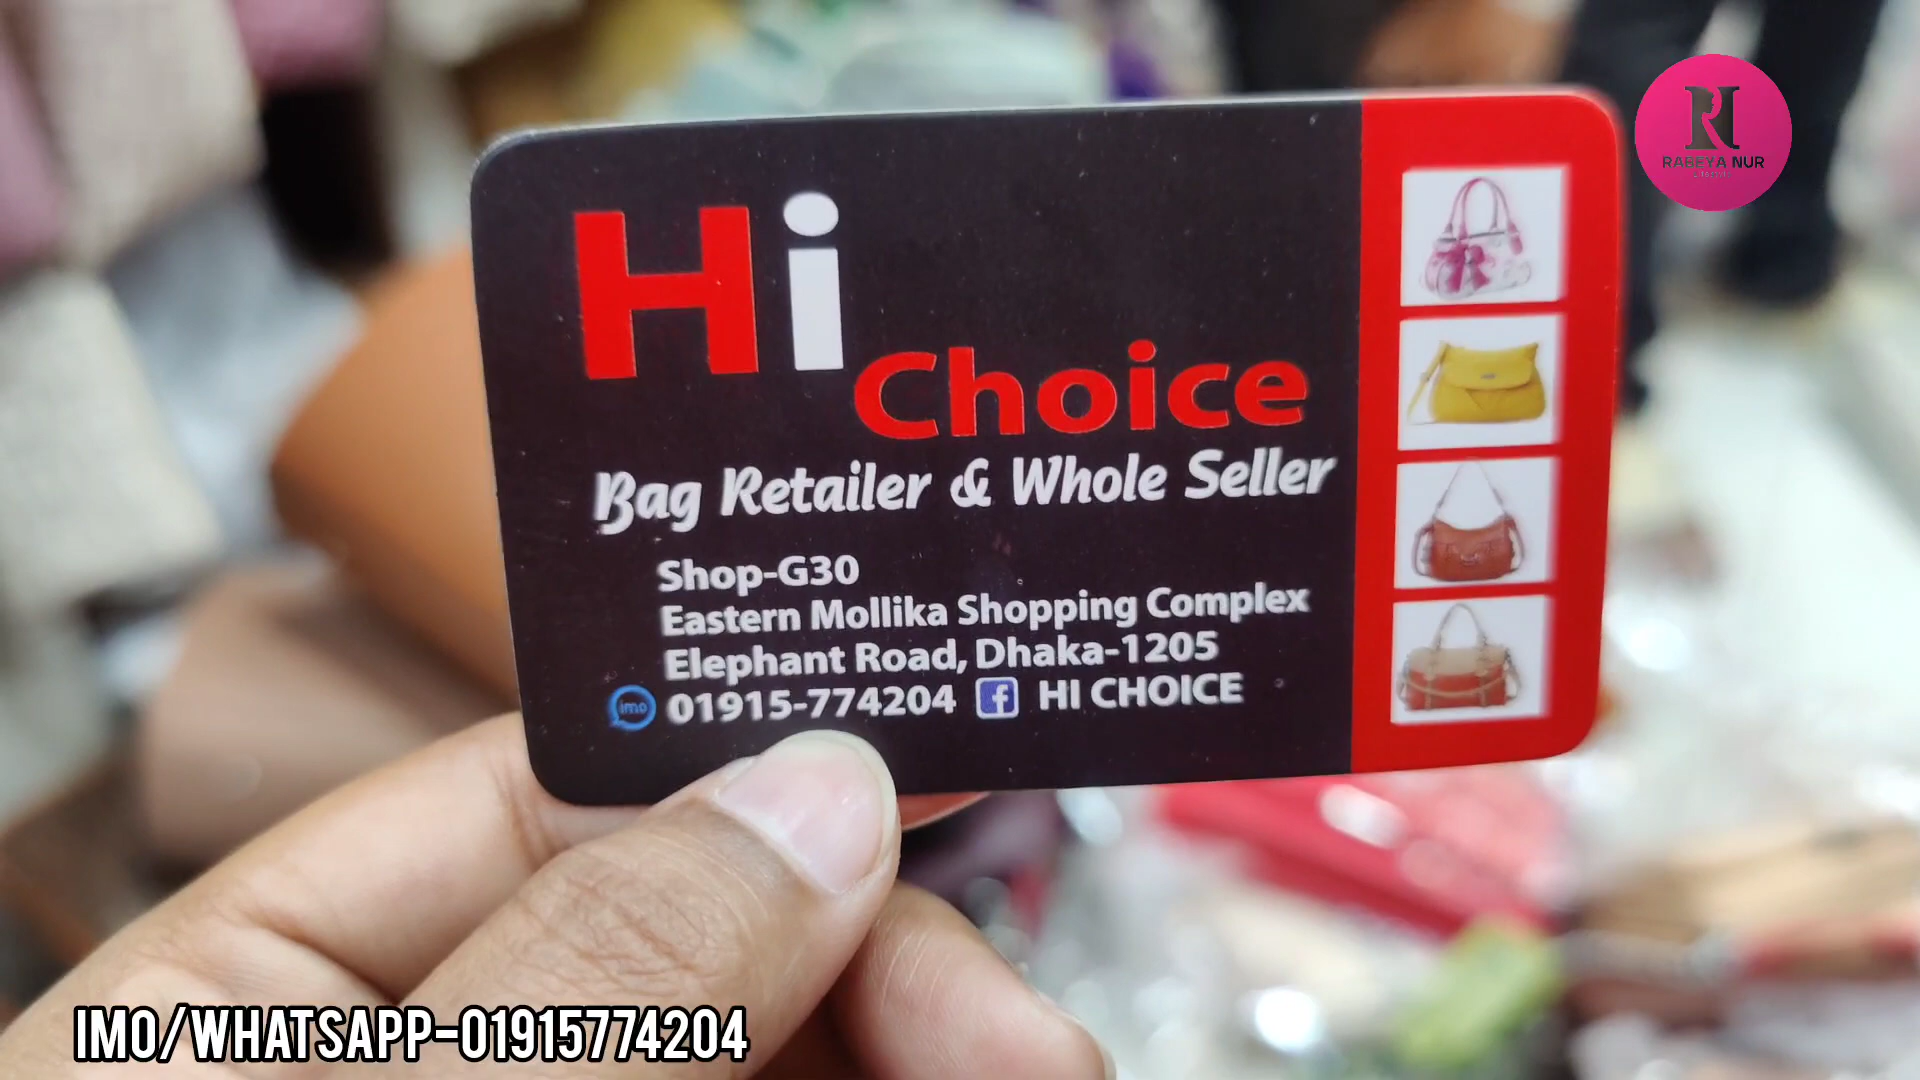 Hi
Choice
Bag Retailer & Whole Seller
Shop-G30
Eastern Mollika Shopping Complex
Elephant Road, Dhaka-1205
imo 01915-774204 f HI CHOICE
RABEYA NUR
Lifestyle
IMO/WHATSAPP-01915774204